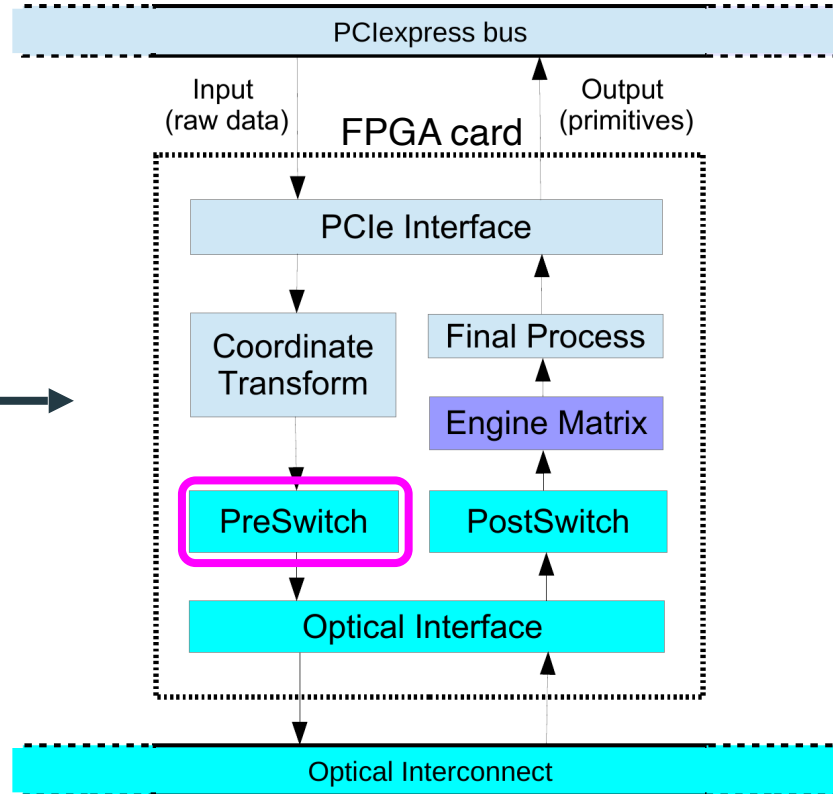 PCIexpress bus
Input
(raw data)
Output
(primitives)
FPGA card
PCIe Interface
Coordinate
Transform
Final Process
Engine Matrix
PreSwitch
PostSwitch
Optical Interface
Optical Interconnect